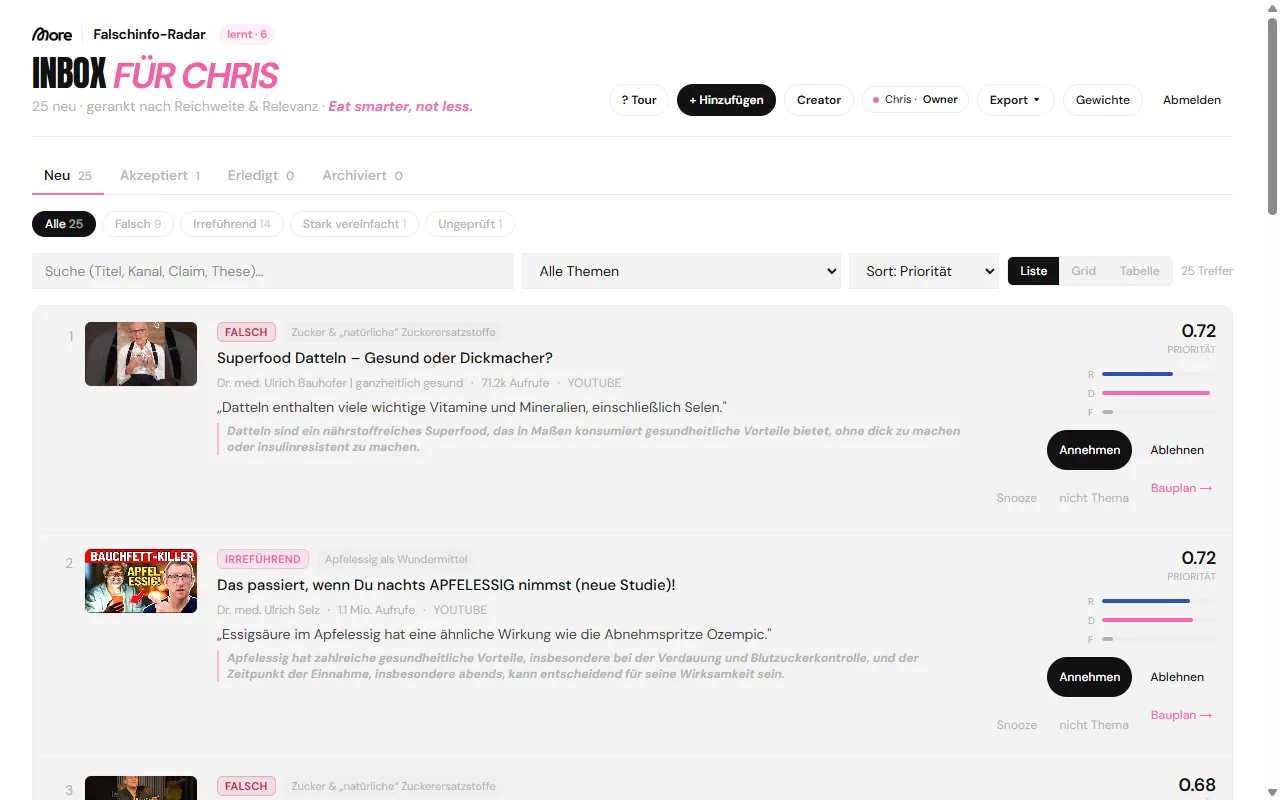 More Falschinfo-Radar lernt · 6
INBOX FÜR CHRIS
25 neu · gerankt nach Reichweite & Relevanz · Eat smarter, not less.
? Tour + Hinzufügen Creator Chris · Owner Export Gewichte Abmelden
Neu 25 Akzeptiert 1 Erledigt 0 Archiviert 0
Alle 25 Falsch 9 Irreführend 14 Stark vereinfacht 1 Ungeprüft 1
Suche (Titel, Kanal, Claim, These)... Alle Themen Sort: Priorität Liste Grid Tabelle 25 Treffer
1 FALSCH Zucker & „natürliche" Zuckerersatzstoffe 0.72
Superfood Datteln – Gesund oder Dickmacher? PRIORITÄT
Dr. med. Ulrich Bauhofer | ganzheitlich gesund · 71.2k Aufrufe · YOUTUBE
R
D
F
„Datteln enthalten viele wichtige Vitamine und Mineralien, einschließlich Selen."
Datteln sind ein nährstoffreiches Superfood, das in Maßen konsumiert gesundheitliche Vorteile bietet, ohne dick zu machen
oder insulinresistent zu machen.
Annehmen Ablehnen
Snooze nicht Thema Bauplan →
2 BAUCHFETT-KILLER
APFEL-
ESSIG!
IRREFÜHREND Apfelessig als Wundermittel 0.72
Das passiert, wenn Du nachts APFELESSIG nimmst (neue Studie)! PRIORITÄT
Dr. med. Ulrich Selz · 1.1 Mio. Aufrufe · YOUTUBE
R
D
F
„Essigsäure im Apfelessig hat eine ähnliche Wirkung wie die Abnehmspritze Ozempic."
Apfelessig hat zahlreiche gesundheitliche Vorteile, insbesondere bei der Verdauung und Blutzuckerkontrolle, und der
Zeitpunkt der Einnahme, insbesondere abends, kann entscheidend für seine Wirksamkeit sein.
Annehmen Ablehnen
Snooze nicht Thema Bauplan →
3 FALSCH Zucker & „natürliche" Zuckerersatzstoffe 0.68